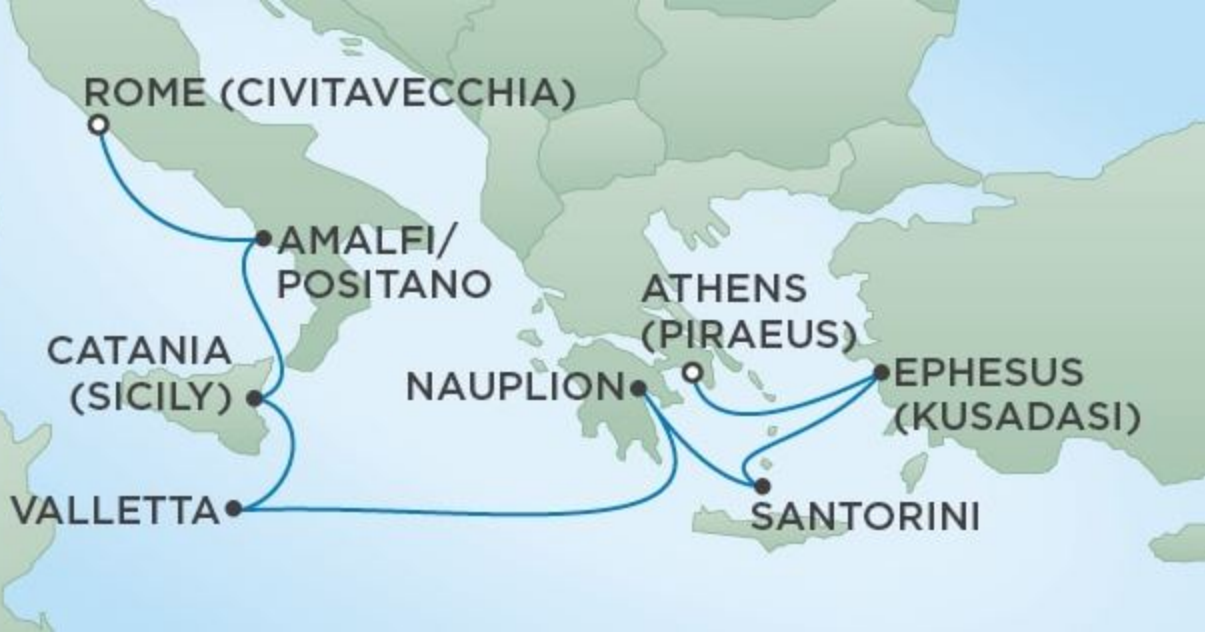 ROME (CIVITAVECCHIA)
AMALFI/
POSITANO
CATANIA
(SICILY)
VALLETTA
NAUPLION
ATHENS
(PIRAEUS)
EPHESUS
(KUSADASI)
SANTORINI